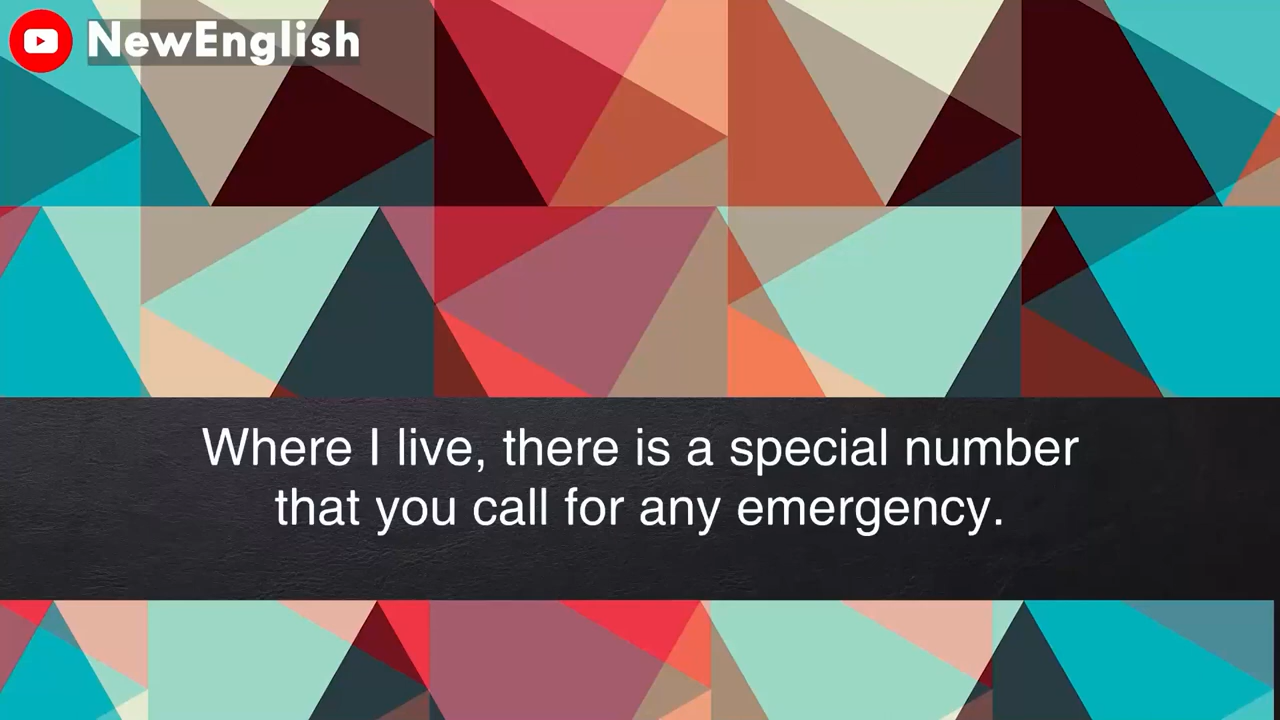 NewEnglish
Where I live, there is a special number
that you call for any emergency.